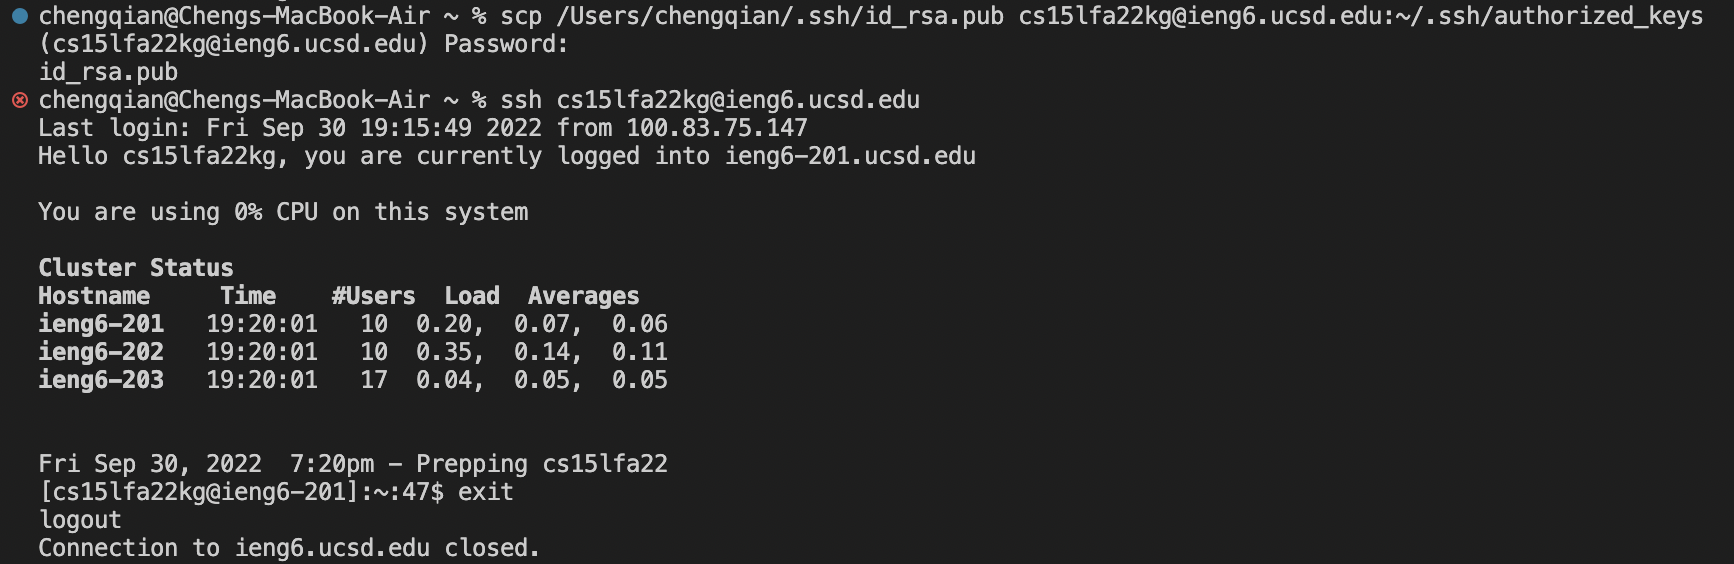 chengqian@Chengs-MacBook-Air ~ % scp /Users/chengqian/.ssh/id_rsa.pub cs15lfa22kg@ieng6.ucsd.edu:~/.ssh/authorized_keys
(cs15lfa22kg@ieng6.ucsd.edu) Password:
id_rsa.pub
chengqian@Chengs-MacBook-Air ~ % ssh cs15lfa22kg@ieng6.ucsd.edu
Last login: Fri Sep 30 19:15:49 2022 from 100.83.75.147
Hello cs15lfa22kg, you are currently logged into ieng6-201.ucsd.edu
You are using 0% CPU on this system
Cluster Status
Hostname     Time    #Users  Load  Averages
ieng6-201   19:20:01   10  0.20,  0.07,  0.06
ieng6-202   19:20:01   10  0.35,  0.14,  0.11
ieng6-203   19:20:01   17  0.04,  0.05,  0.05
Fri Sep 30, 2022  7:20pm - Prepping cs15lfa22
[cs15lfa22kg@ieng6-201]:~:47$ exit
logout
Connection to ieng6.ucsd.edu closed.